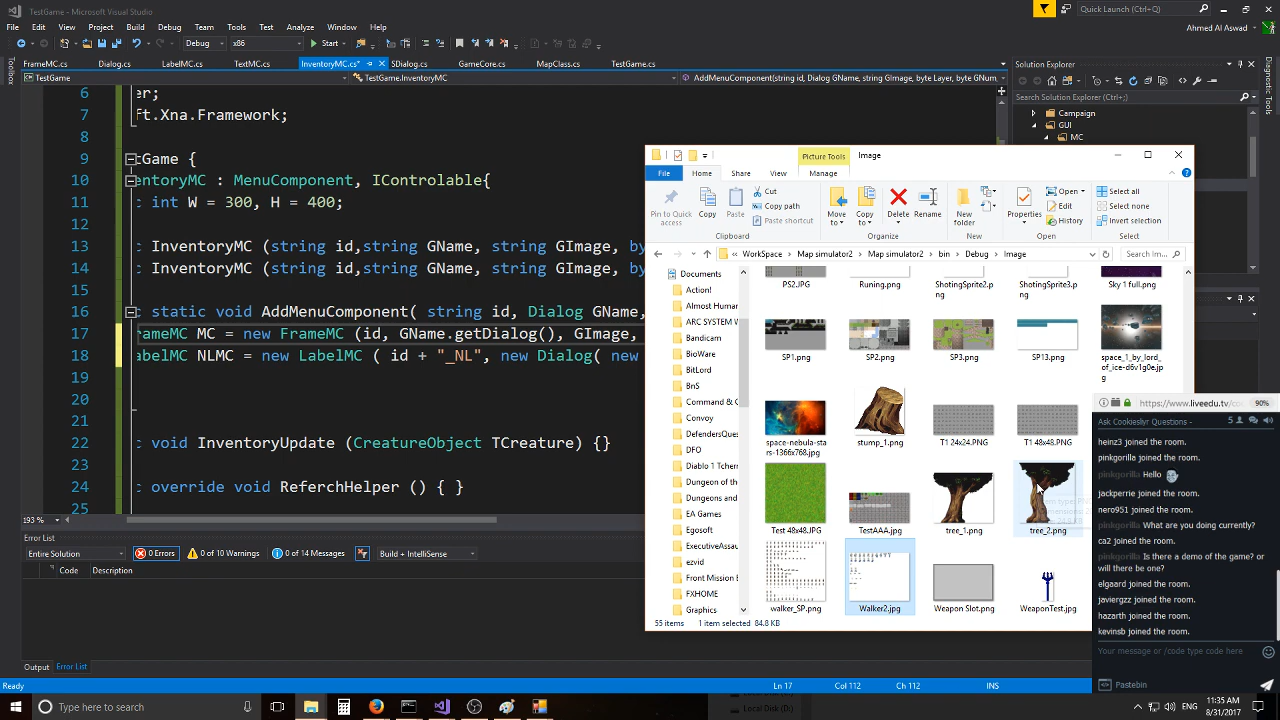 TestGame - Microsoft Visual Studio
Quick Launch (Ctrl+Q)
File Edit View Project Build Debug Team Tools Test Analyze Window Help
Ahmed Al Aswad
Debug x86 Start
FrameMC.cs Dialog.cs LabelMC.cs TextMC.cs InventoryMC.cs* SDialog.cs GameCore.cs MapClass.cs TestGame.cs
TestGame TestGame.InventoryMC AddMenuComponent(string id, Dialog GName, string GImage, byte Layer, byte GNum
Toolbox
Diagnostic Tools
Solution Explorer
Search Solution Explorer (Ctrl+;)
Campaign
GUI
MC
6 er;
7 ft.Xna.Framework;
8
9 tGame {
10 entoryMC : MenuComponent, IControlable{
11 c int W = 300, H = 400;
12
13 c InventoryMC (string id,string GName, string GImage, by
14 c InventoryMC (string id,string GName, string GImage, by
15
16 c static void AddMenuComponent( string id, Dialog GName,
17 rameMC MC = new FrameMC (id, GName.getDialog(), GImage,
18 abelMC NLMC = new LabelMC ( id + "_NL", new Dialog( new
19
20
21
22 c void InventoryUpdate (CreatureObject TCreature) {}
23
24 c override void ReferchHelper () { }
25
193 %
Error List
Entire Solution 0 Errors 0 of 10 Warnings 0 of 14 Messages Build + IntelliSense
Code Description
Output Error List
Ready Ln 17 Col 112 Ch 112 INS
Picture Tools Image
File Home Share View Manage
Pin to Quick access
Copy
Paste
Cut
Copy path
Paste shortcut
Clipboard
Move to
Copy to
Delete
Rename
Organize
New folder
New
Properties
Open
Edit
History
Open
Select all
Select none
Invert selection
Select
« WorkSpace Map simulator2 Map simulator2 bin Debug Image
Search Im...
Documents
Action!
Almost Human
ARC SYSTEM W
Bandicam
BioWare
BitLord
BnS
Command & C
Convoy
DefendersQues
DFO
Diablo 1 Tchern
Dungeon of the
Dungeons and
EA Games
Egosoft
ExecutiveAssau
ezvid
Front Mission E
FXHOME
Graphics
PS2.JPG Runing.png ShotingSprite2.png ShotingSprite3.png Sky 1 full.png
SP1.png SP2.png SP3.png SP13.png space_1_by_lord_of_ice-d6v1g0e.jpg
space-nebula-stars-1366x768.jpg stump_1.png T1 24x24.PNG T1 48x48.PNG
Test 48x48.JPG TestAAA.jpg tree_1.png tree_2.png
walker_SP.png Walker2.jpg Weapon Slot.png WeaponTest.jpg
55 items 1 item selected 84.8 KB
https://www.liveedu.tv/co 90%
Ask Cookieslyr Questions - 5
heinz3 joined the room.
pinkgorilla joined the room.
pinkgorilla Hello
jackperrie joined the room.
nero951 joined the room.
pinkgorilla What are you doing currently?
ca2 joined the room.
pinkgorilla Is there a demo of the game? or
will there be one?
elgaard joined the room.
javiergzz joined the room.
hazarth joined the room.
kevinsb joined the room.
Your message or /code type code here
Pastebin
Local Disk (D:)
Type here to search
ENG
11:35 AM
8/31/2017